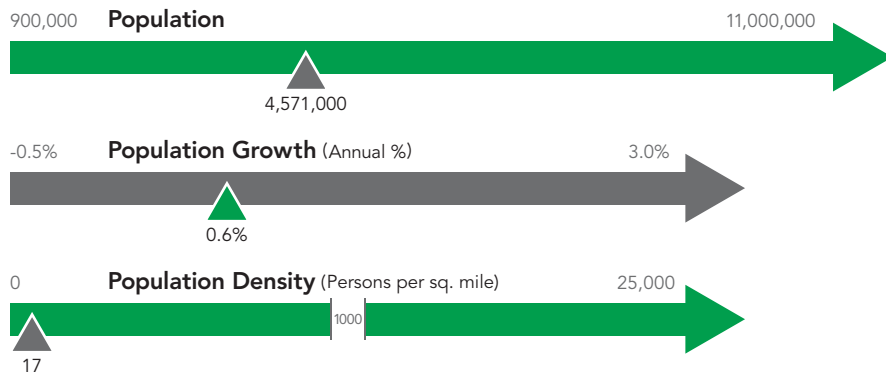 900,000 Population 11,000,000
4,571,000
-0.5% Population Growth (Annual %) 3.0%
0.6%
0 Population Density (Persons per sq. mile) 25,000
1000
17